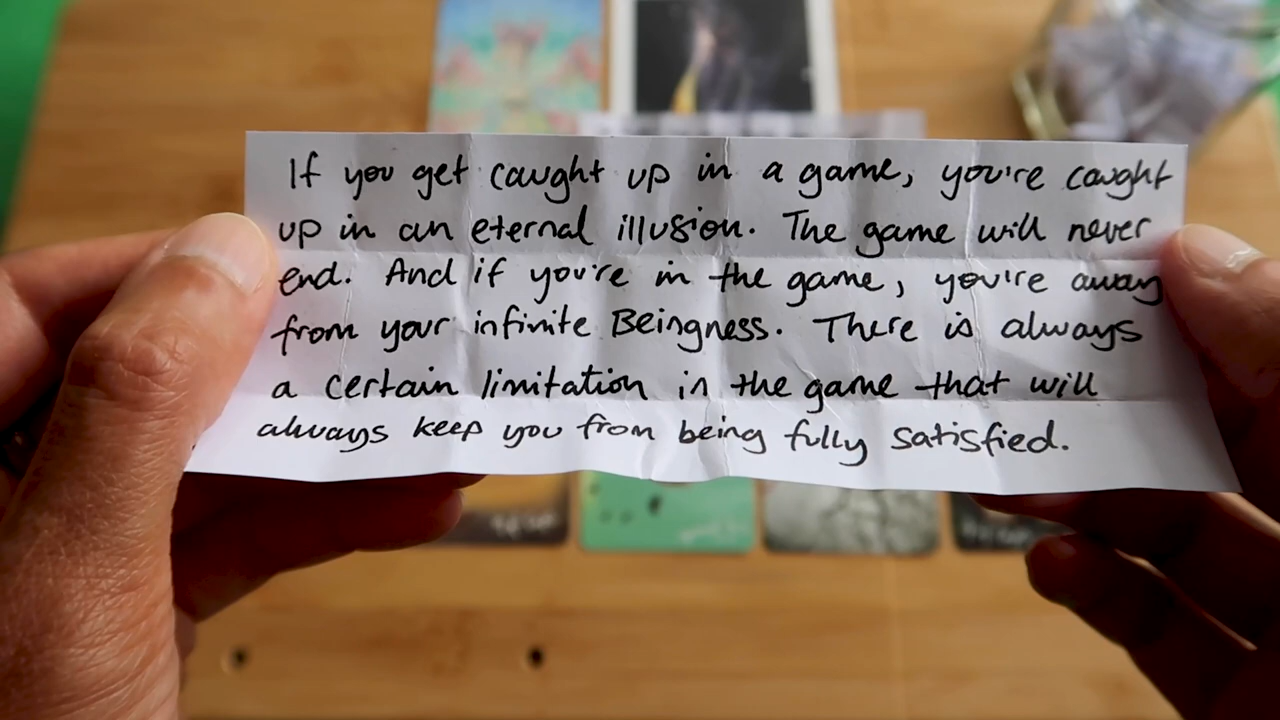 If you get caught up in a game, you're caught
up in an eternal illusion. The game will never
end. And if you're in the game, you're away
from your infinite Beingness. There is always
a certain limitation in the game that will
always keep you from being fully satisfied.